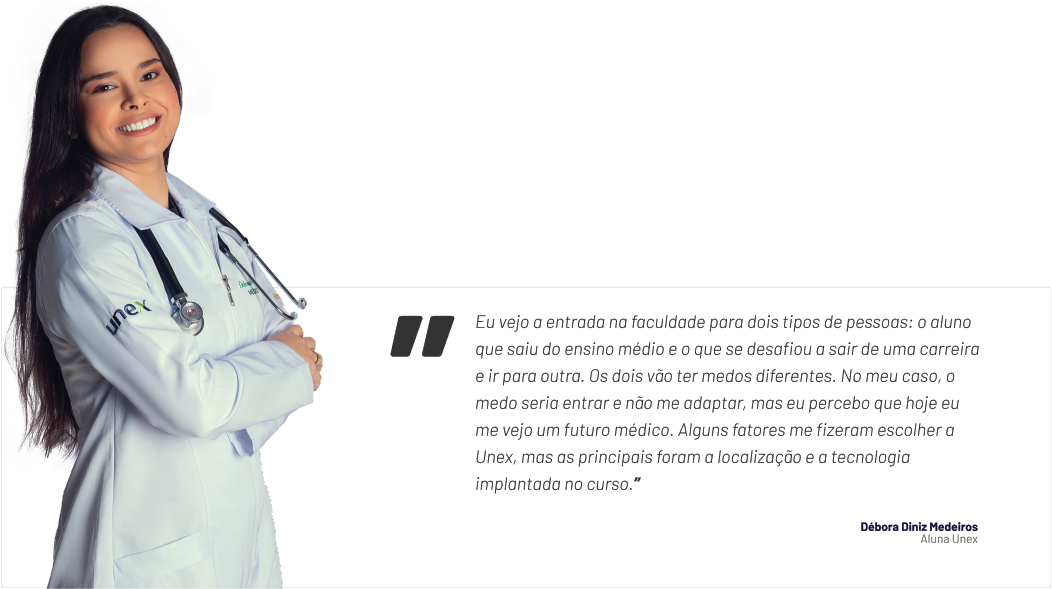 unex
Eu vejo a entrada na faculdade para dois tipos de pessoas: o aluno
que saiu do ensino médio e o que se desafiou a sair de uma carreira
e ir para outra. Os dois vão ter medos diferentes. No meu caso, o
medo seria entrar e não me adaptar, mas eu percebo que hoje eu
me vejo um futuro médico. Alguns fatores me fizeram escolher a
Unex, mas as principais foram a localização e a tecnologia
implantada no curso."
Débora Diniz Medeiros
Aluna Unex